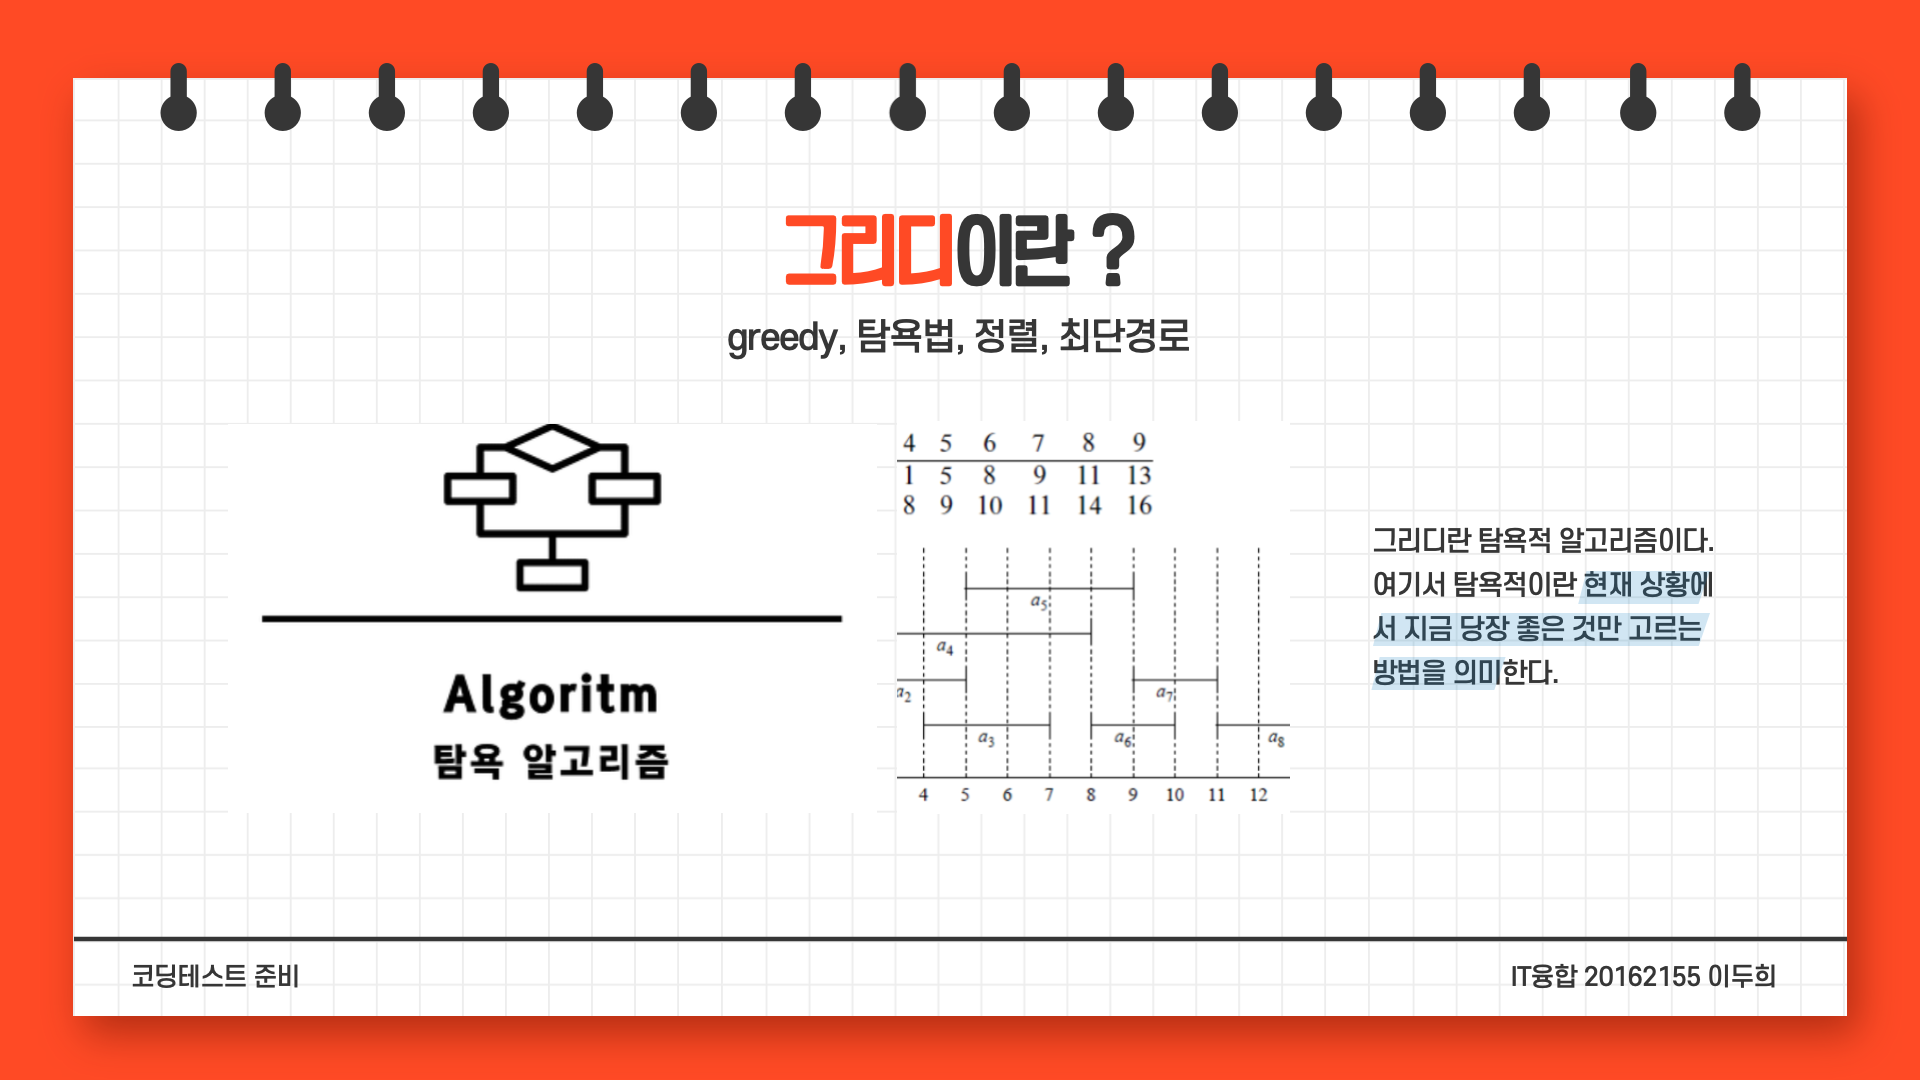 그리디이란 ?
greedy, 탐욕법, 정렬, 최단경로
Algoritm
탐욕 알고리즘
4 5 6 7 8 9
1 5 8 9 11 13
8 9 10 11 14 16
a5
a4
a2
a7
a3
a6
a8
4 5 6 7 8 9 10 11 12
그리디란 탐욕적 알고리즘이다.
여기서 탐욕적이란 현재 상황에
서 지금 당장 좋은 것만 고르는
방법을 의미한다.
코딩테스트 준비
IT융합 20162155 이두희